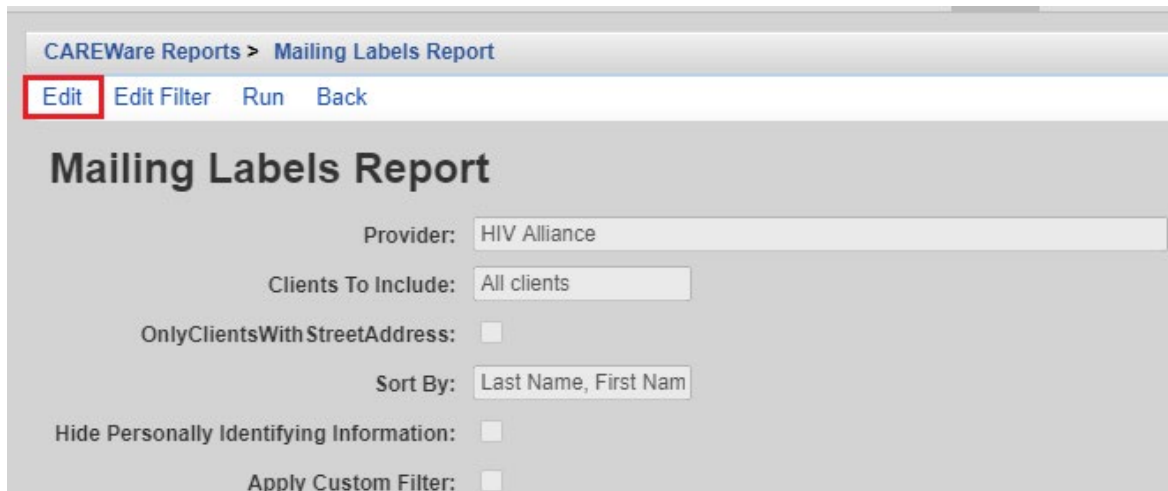 CAREWare Reports > Mailing Labels Report
Edit Edit Filter Run Back
Mailing Labels Report
Provider: HIV Alliance
Clients To Include: All clients
OnlyClientsWithStreetAddress:
Sort By: Last Name, First Nam
Hide Personally Identifying Information:
Apply Custom Filter: